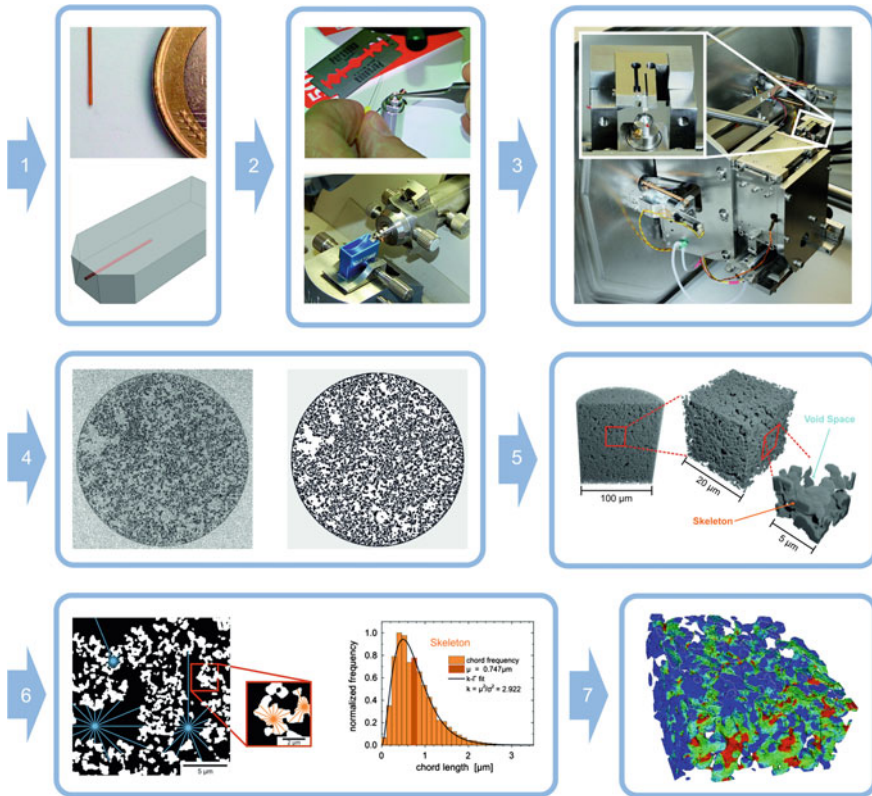 1
2
3
4
5
6
7
Void Space
100 µm
20 µm
Skeleton
5 µm
5 µm
2 µm
Skeleton
chord frequency
µ = 0.747µm
k-Γ fit
k = µ²/σ² = 2.922
normalized frequency
1.0
0.8
0.6
0.4
0.2
0.0
0
1
2
3
chord length [µm]